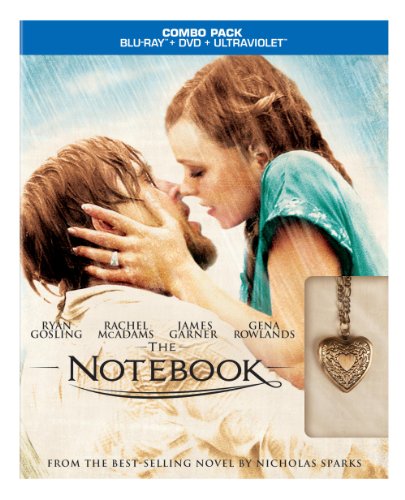 COMBO PACK
BLU-RAY™ + DVD + ULTRAVIOLET™
RYAN GOSLING
RACHEL McADAMS
JAMES GARNER
GENA ROWLANDS
THE
NOTEBOOK
FROM THE BEST-SELLING NOVEL BY NICHOLAS SPARKS